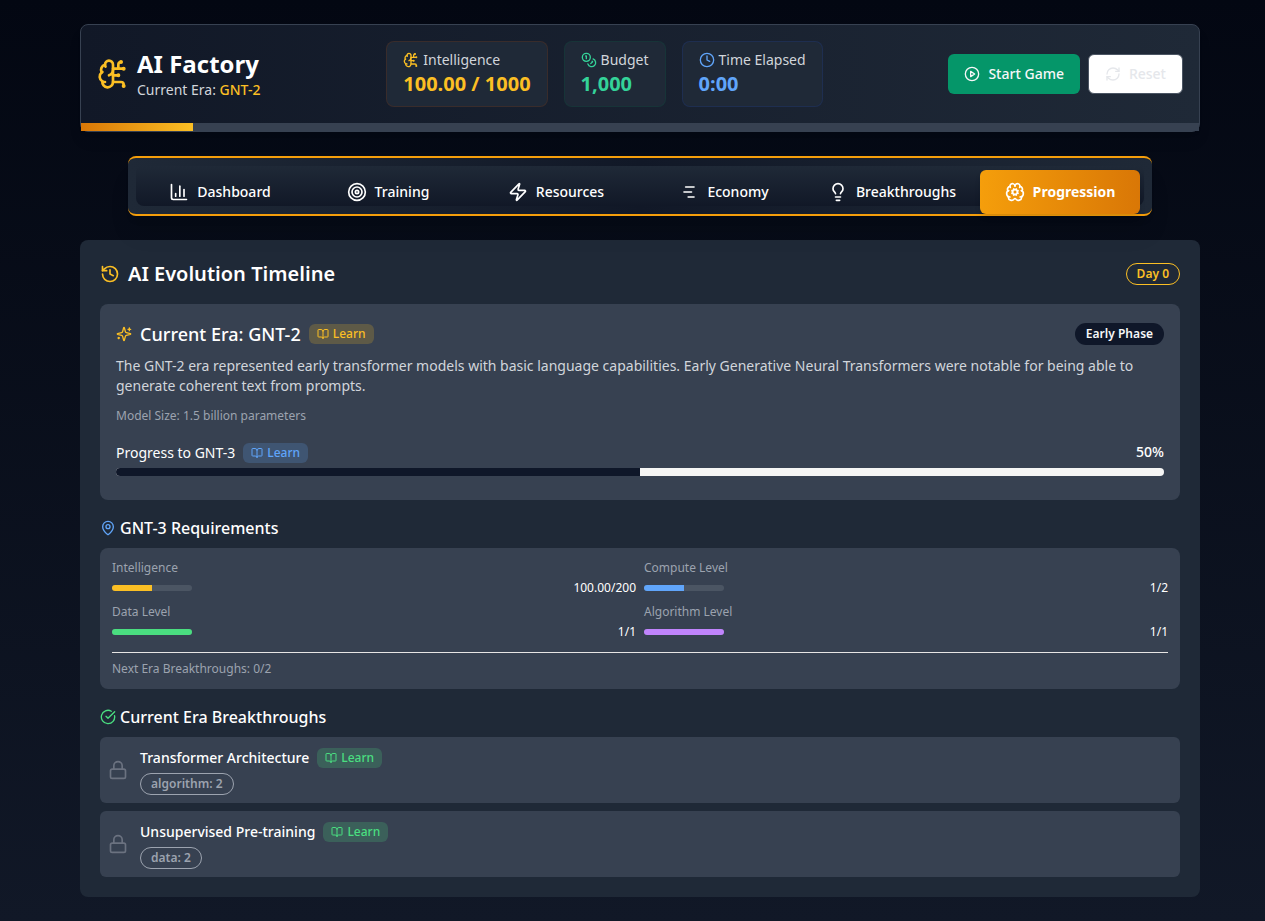 AI Factory
Current Era: GNT-2
Intelligence
100.00 / 1000
Budget
1,000
Time Elapsed
0:00
Start Game
Reset
Dashboard
Training
Resources
Economy
Breakthroughs
Progression
AI Evolution Timeline
Day 0
Current Era: GNT-2
Learn
Early Phase
The GNT-2 era represented early transformer models with basic language capabilities. Early Generative Neural Transformers were notable for being able to
generate coherent text from prompts.
Model Size: 1.5 billion parameters
Progress to GNT-3
Learn
50%
GNT-3 Requirements
Intelligence
100.00/200
Compute Level
1/2
Data Level
1/1
Algorithm Level
1/1
Next Era Breakthroughs: 0/2
Current Era Breakthroughs
Transformer Architecture
Learn
algorithm: 2
Unsupervised Pre-training
Learn
data: 2